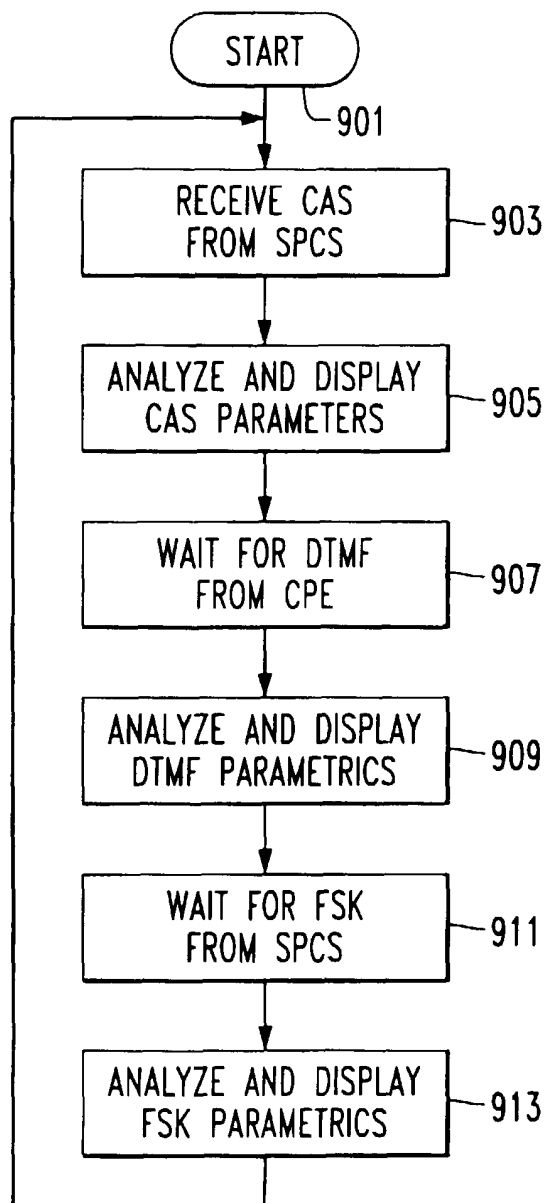 START
901
RECEIVE CAS
FROM SPCS
903
ANALYZE AND DISPLAY
CAS PARAMETERS
905
WAIT FOR DTMF
FROM CPE
907
ANALYZE AND DISPLAY
DTMF PARAMETRICS
909
WAIT FOR FSK
FROM SPCS
911
ANALYZE AND DISPLAY
FSK PARAMETRICS
913